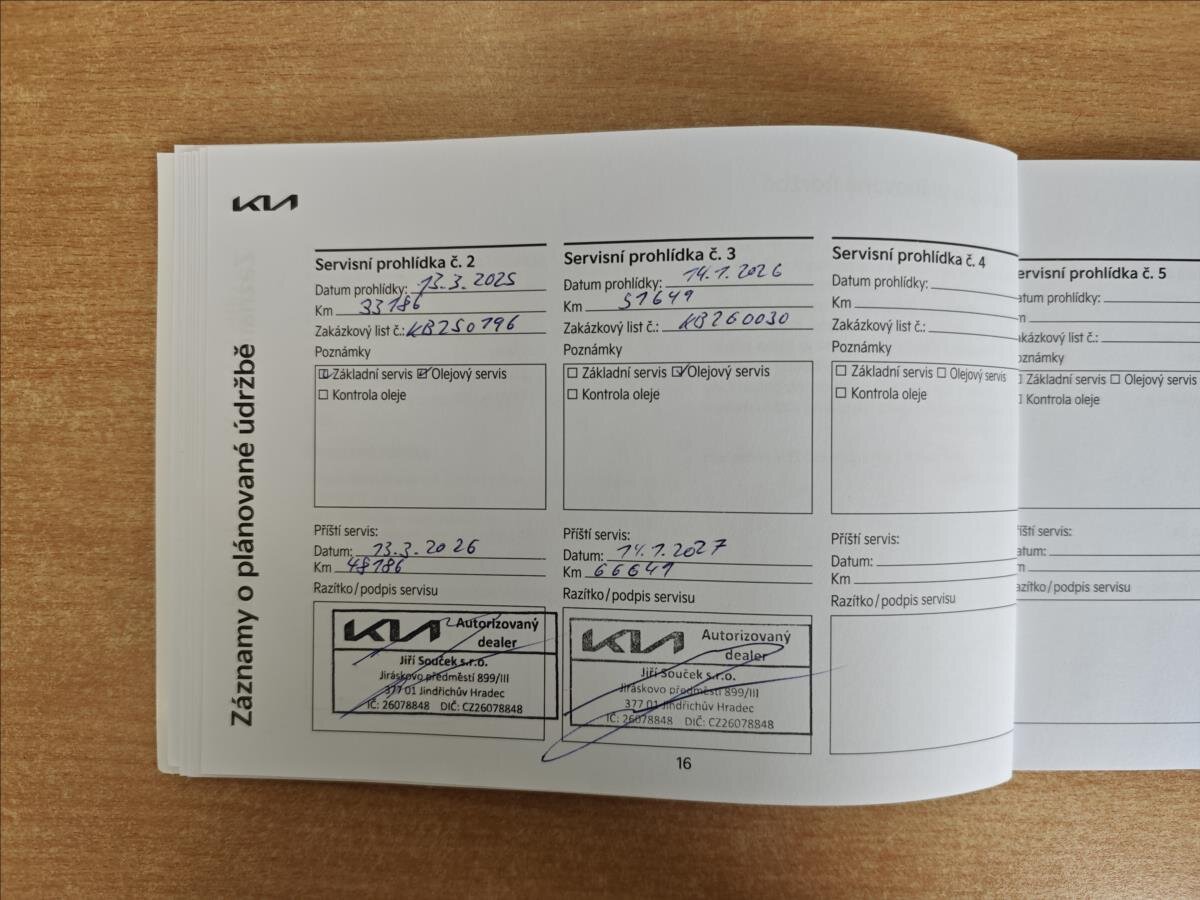 KIA
Záznamy o plánované údržbě
Servisní prohlídka č. 2
Datum prohlídky: 13.3.2025
Km 33186
Zakázkový list č.: KB250796
Poznámky
Základní servis Olejový servis
Kontrola oleje
Příští servis:
Datum: 13.3.2026
Km 48186
Razítko/podpis servisu
KIA Autorizovaný
dealer
Jiří Souček s.r.o.
Jiráskovo předměstí 899/III
377 01 Jindřichův Hradec
IČ: 26078848 DIČ: CZ26078848
Servisní prohlídka č. 3
Datum prohlídky: 14.1.2026
Km 51649
Zakázkový list č.: KB260030
Poznámky
Základní servis Olejový servis
Kontrola oleje
Příští servis:
Datum: 14.1.2027
Km 66649
Razítko/podpis servisu
KIA Autorizovaný
dealer
Jiří Souček s.r.o.
Jiráskovo předměstí 899/III
377 01 Jindřichův Hradec
IČ: 26078848 DIČ: CZ26078848
Servisní prohlídka č. 4
Datum prohlídky:
Km
Zakázkový list č.:
Poznámky
Základní servis Olejový servis
Kontrola oleje
Příští servis:
Datum:
Km
Razítko/podpis servisu
16
ervisní prohlídka č. 5
atum prohlídky:
m
kázkový list č.:
oznámky
Základní servis Olejový servis
Kontrola oleje
íští servis:
atum:
m
zítko/podpis servisu